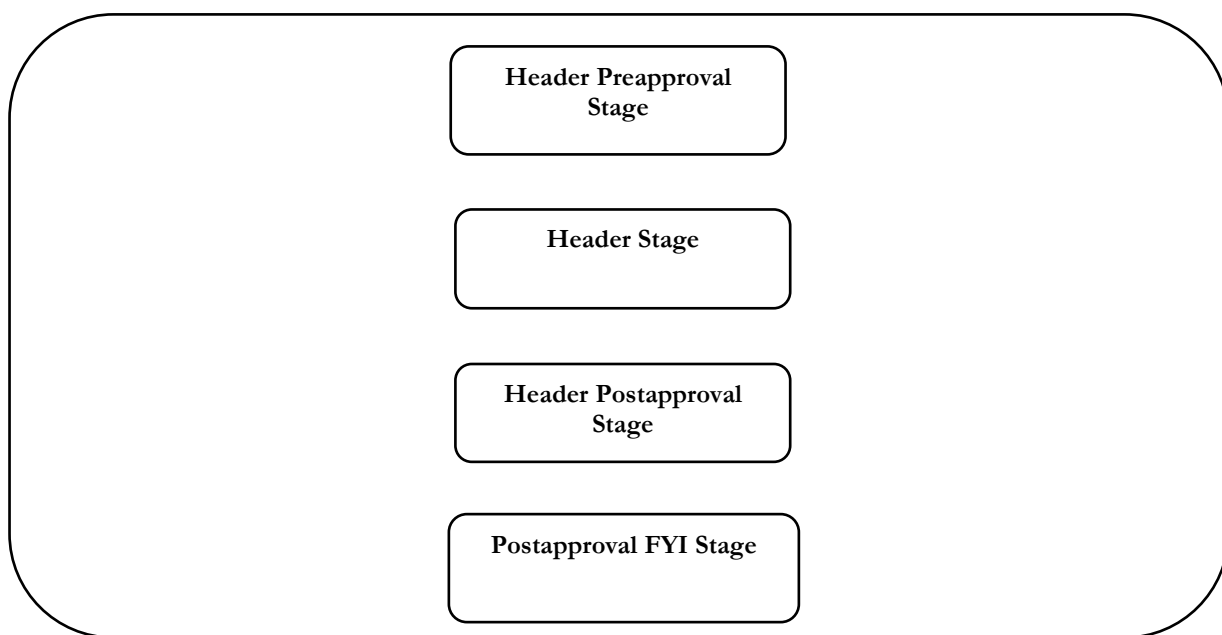 Header Preapproval
Stage
Header Stage
Header Postapproval
Stage
Postapproval FYI Stage